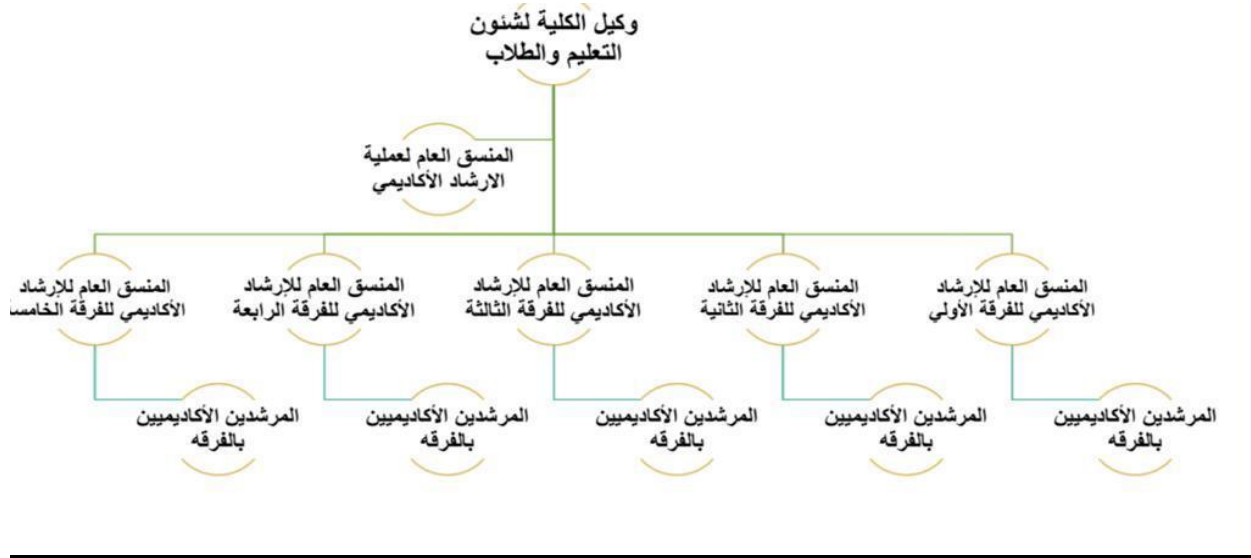 وكيل الكلية لشئون
التعليم والطلاب
المنسق العام لعملية
الارشاد الأكاديمي
المنسق العام للإرشاد
الأكاديمي للفرقة الأولي
المنسق العام للإرشاد
الأكاديمي للفرقة الثانية
المنسق العام للإرشاد
الأكاديمي للفرقة الثالثة
المنسق العام للإرشاد
الأكاديمي للفرقة الرابعة
المنسق العام للإرشاد
الأكاديمي للفرقة
المرشدين الأكاديميين
بالفرقه
المرشدين الأكاديميين
بالفرقه
المرشدين الأكاديميين
بالفرقه
المرشدين الأكاديميين
بالفرقه
المرشدين الأكاديميين
بالفرقه